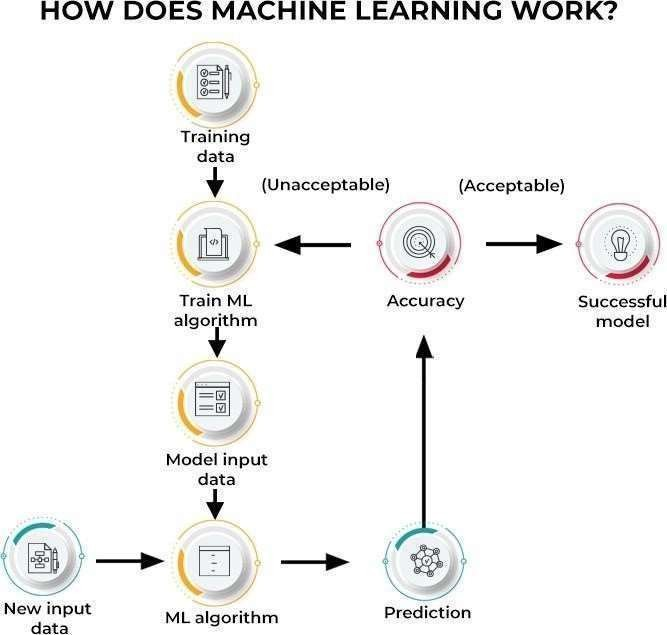 HOW DOES MACHINE LEARNING WORK?
Training
data
(Unacceptable)
(Acceptable)
Train ML
algorithm
Accuracy
Successful
model
Model input
data
New input
data
ML algorithm
Prediction